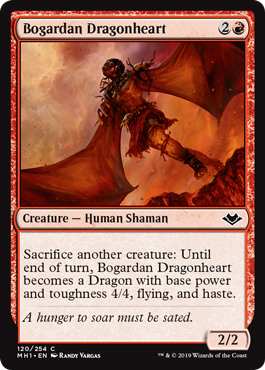 Bogardan Dragonheart 2
Creature — Human Shaman
Sacrifice another creature: Until
end of turn, Bogardan Dragonheart
becomes a Dragon with base power
and toughness 4/4, flying, and haste.
A hunger to soar must be sated.
2/2
120/254 C
MH1 • EN RANDY VARGAS
™ & © 2019 Wizards of the Coast